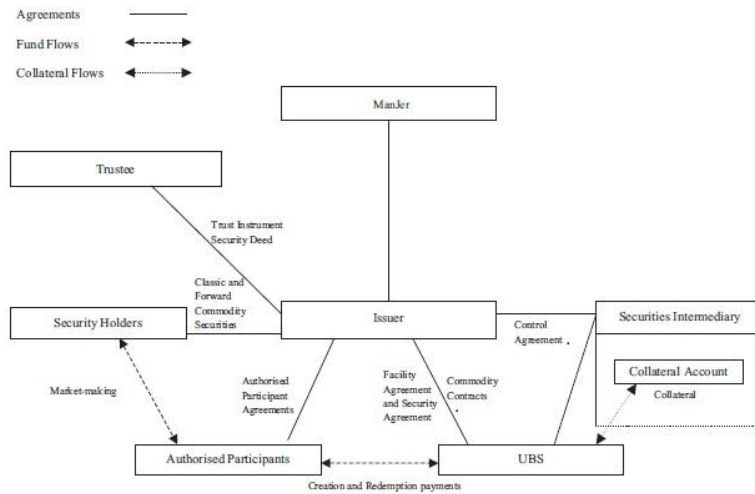 Agreements
Fund Flows
Collateral Flows
ManJer
Trustee
Trust Instrument
Security Deed
Classic and
Forward
Commodity
Securities
Security Holders
Issuer
Securities Intermediary
Control
Agreement
Collateral Account
Collateral
Market-making
Authorised
Participant
Agreements
Facility
Agreement
and Security
Agreement
Commodity
Contracts
Authorised Participants
UBS
Creation and Redemption payments